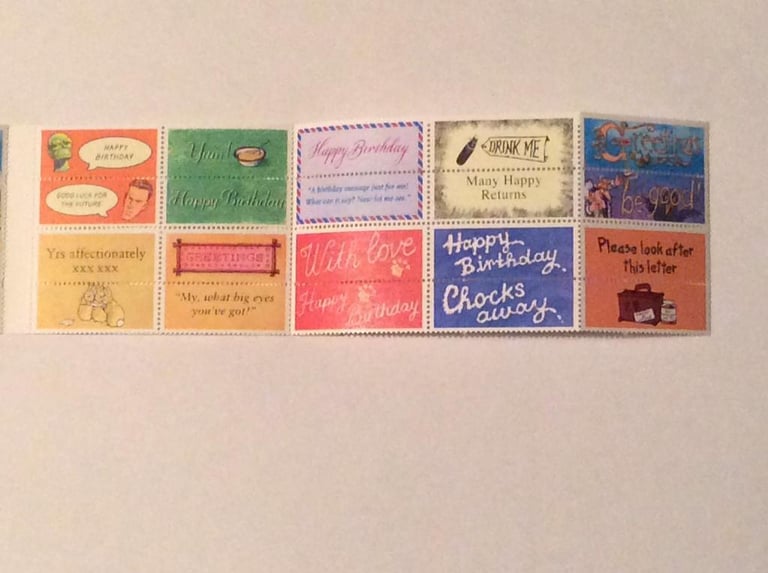 HAPPY
BIRTHDAY
GOOD LUCK FOR
THE FUTURE
Yum!
Happy Birthday
Happy Birthday
"A birthday message just for me!
What can it say? Now let me see."
DRINK ME
Many Happy
Returns
Greetings
'be good'
Yrs affectionately
xxx xxx
GREETINGS
"My, what big eyes
you've got!"
With love
Happy
Birthday
Happy
Birthday.
Chocks
away.
Please look after
this letter